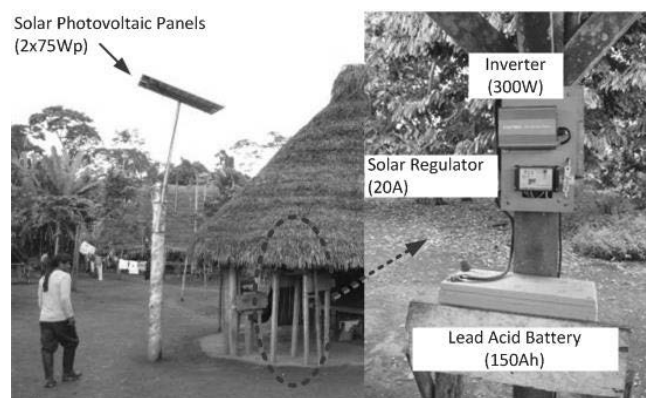 Solar Photovoltaic Panels
(2x75Wp)
Inverter
(300W)
Solar Regulator
(20A)
Lead Acid Battery
(150Ah)